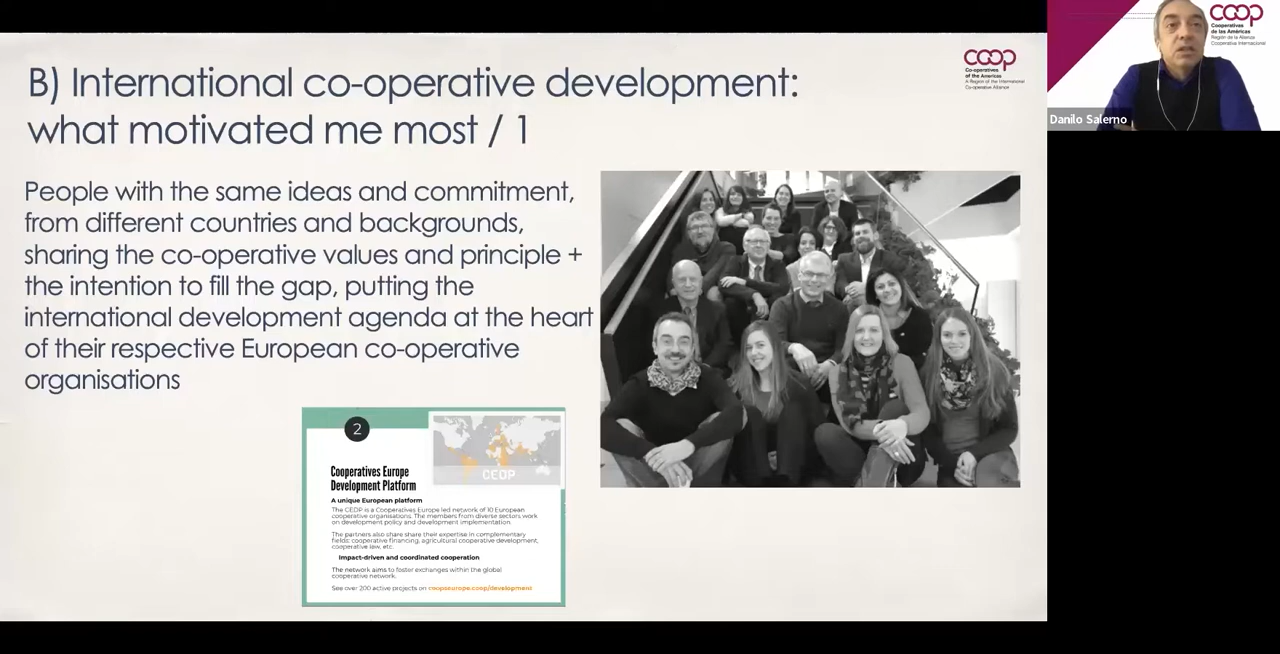 B) International co-operative development:
what motivated me most / 1
coop
Co-operatives
of the Americas
A Region of the International
Co-operative Alliance
People with the same ideas and commitment,
from different countries and backgrounds,
sharing the co-operative values and principle +
the intention to fill the gap, putting the
international development agenda at the heart
of their respective European co-operative
organisations
2
CEDP
Cooperatives Europe
Development Platform
A unique European platform
The CEDP is a Cooperatives Europe led network of 10 European
cooperative organisations. The members from diverse sectors work
on development policy and development implementation.
The partners also share share their expertise in complementary
fields: cooperative financing, agricultural cooperative development,
cooperative law, etc.
Impact-driven and coordinated cooperation
The network aims to foster exchanges within the global
cooperative network.
See over 200 active projects on coopseurope.coop/development
coop
Cooperativas
de las Américas
Región de la Alianza
Cooperativa Internacional
Danilo Salerno